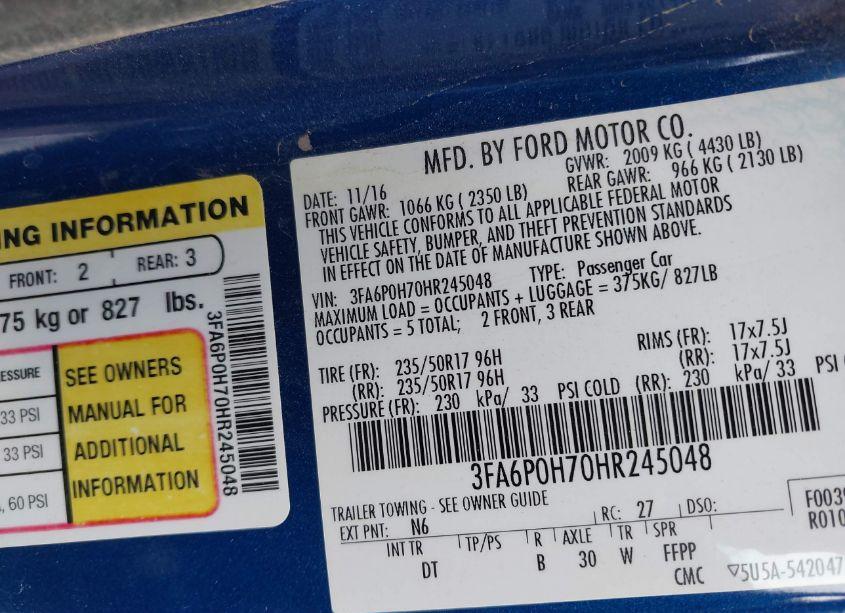 ING INFORMATION
FRONT: 2 REAR: 3
75 kg or 827 lbs.
ESSURE
33 PSI
33 PSI
, 60 PSI
SEE OWNERS
MANUAL FOR
ADDITIONAL
INFORMATION
3FA6P0H70HR245048
MFD. BY FORD MOTOR CO.
DATE: 11/16 GVWR: 2009 KG ( 4430 LB)
FRONT GAWR: 1066 KG ( 2350 LB) REAR GAWR: 966 KG ( 2130 LB)
THIS VEHICLE CONFORMS TO ALL APPLICABLE FEDERAL MOTOR
VEHICLE SAFETY, BUMPER, AND THEFT PREVENTION STANDARDS
IN EFFECT ON THE DATE OF MANUFACTURE SHOWN ABOVE.
VIN: 3FA6P0H70HR245048 TYPE: Passenger Car
MAXIMUM LOAD = OCCUPANTS + LUGGAGE = 375KG/ 827LB
OCCUPANTS = 5 TOTAL; 2 FRONT, 3 REAR
TIRE (FR): 235/50R17 96H RIMS (FR): 17x7.5J
(RR): 235/50R17 96H (RR): 17x7.5J
PRESSURE (FR): 230 kPa/ 33 PSI COLD (RR): 230 kPa/ 33 PSI
3FA6P0H70HR245048
TRAILER TOWING - SEE OWNER GUIDE
EXT PNT: N6 RC: 27 DSO:
INT TR TP/PS R AXLE TR SPR
DT B 30 W FFPP
CMC ▽5U5A-542047
F003
R010